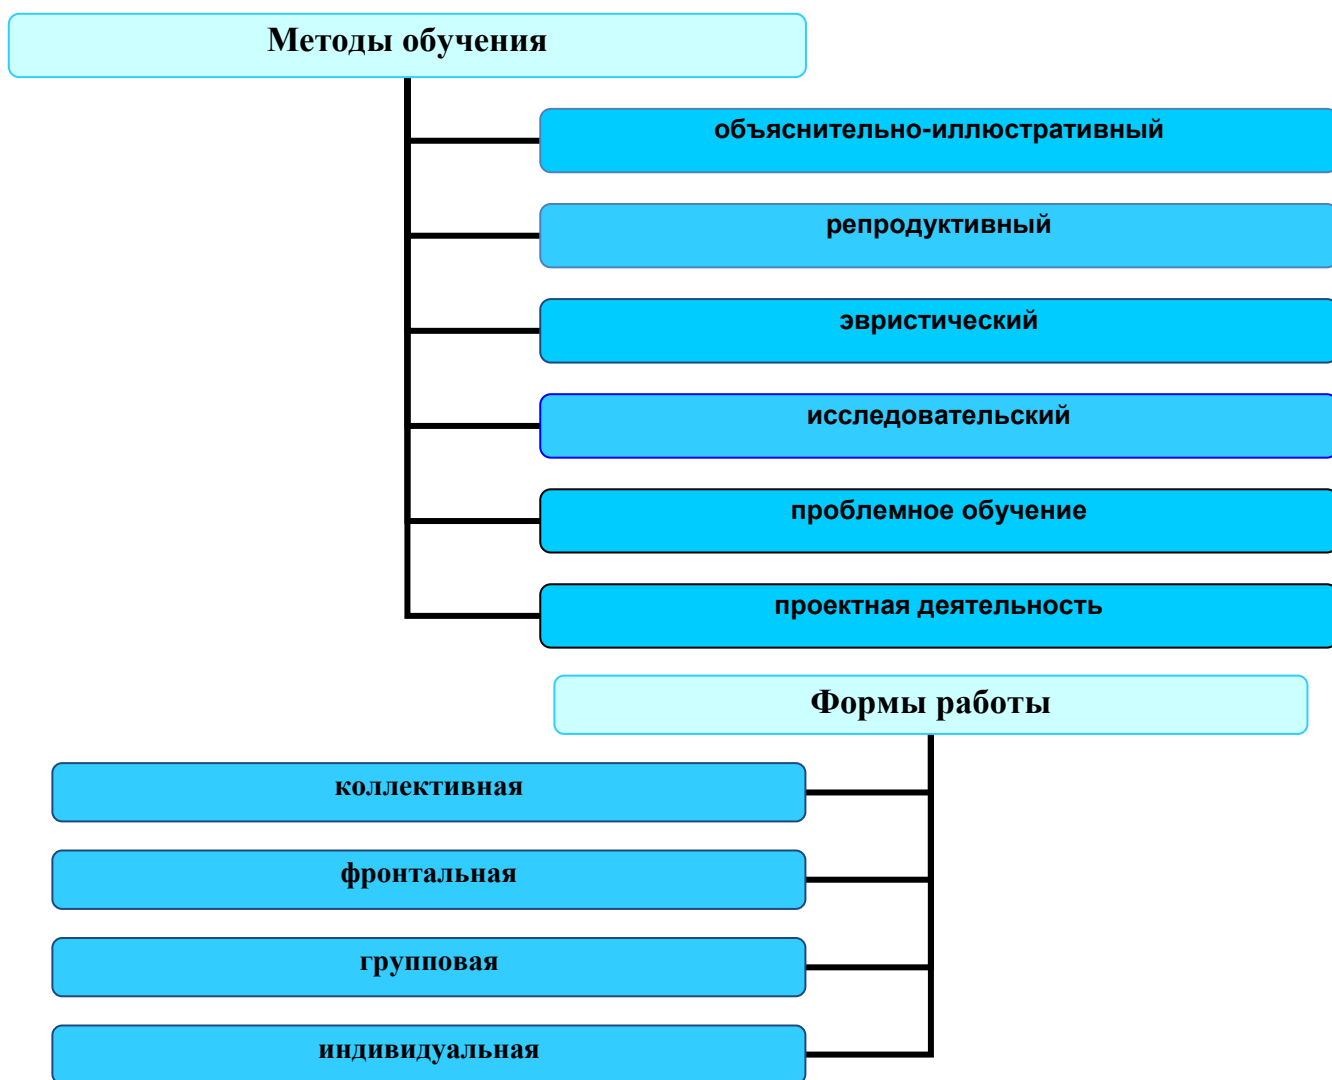 Методы обучения
объяснительно-иллюстративный
репродуктивный
эвристический
исследовательский
проблемное обучение
проектная деятельность
Формы работы
коллективная
фронтальная
групповая
индивидуальная